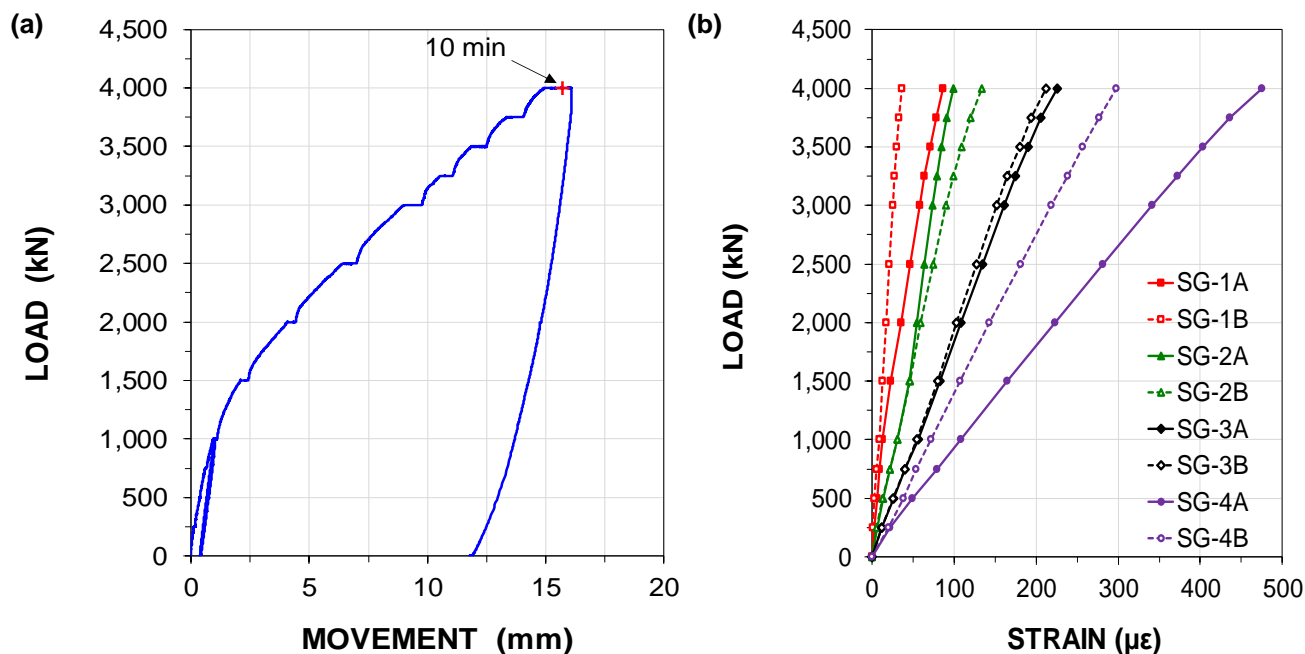 (a)
10 min
4,500
4,000
3,500
3,000
2,500
2,000
1,500
1,000
500
0
LOAD (kN)
0 5 10 15 20
MOVEMENT (mm)
(b)
4,500
4,000
3,500
3,000
2,500
2,000
1,500
1,000
500
0
LOAD (kN)
SG-1A
SG-1B
SG-2A
SG-2B
SG-3A
SG-3B
SG-4A
SG-4B
0 100 200 300 400 500
STRAIN (µε)